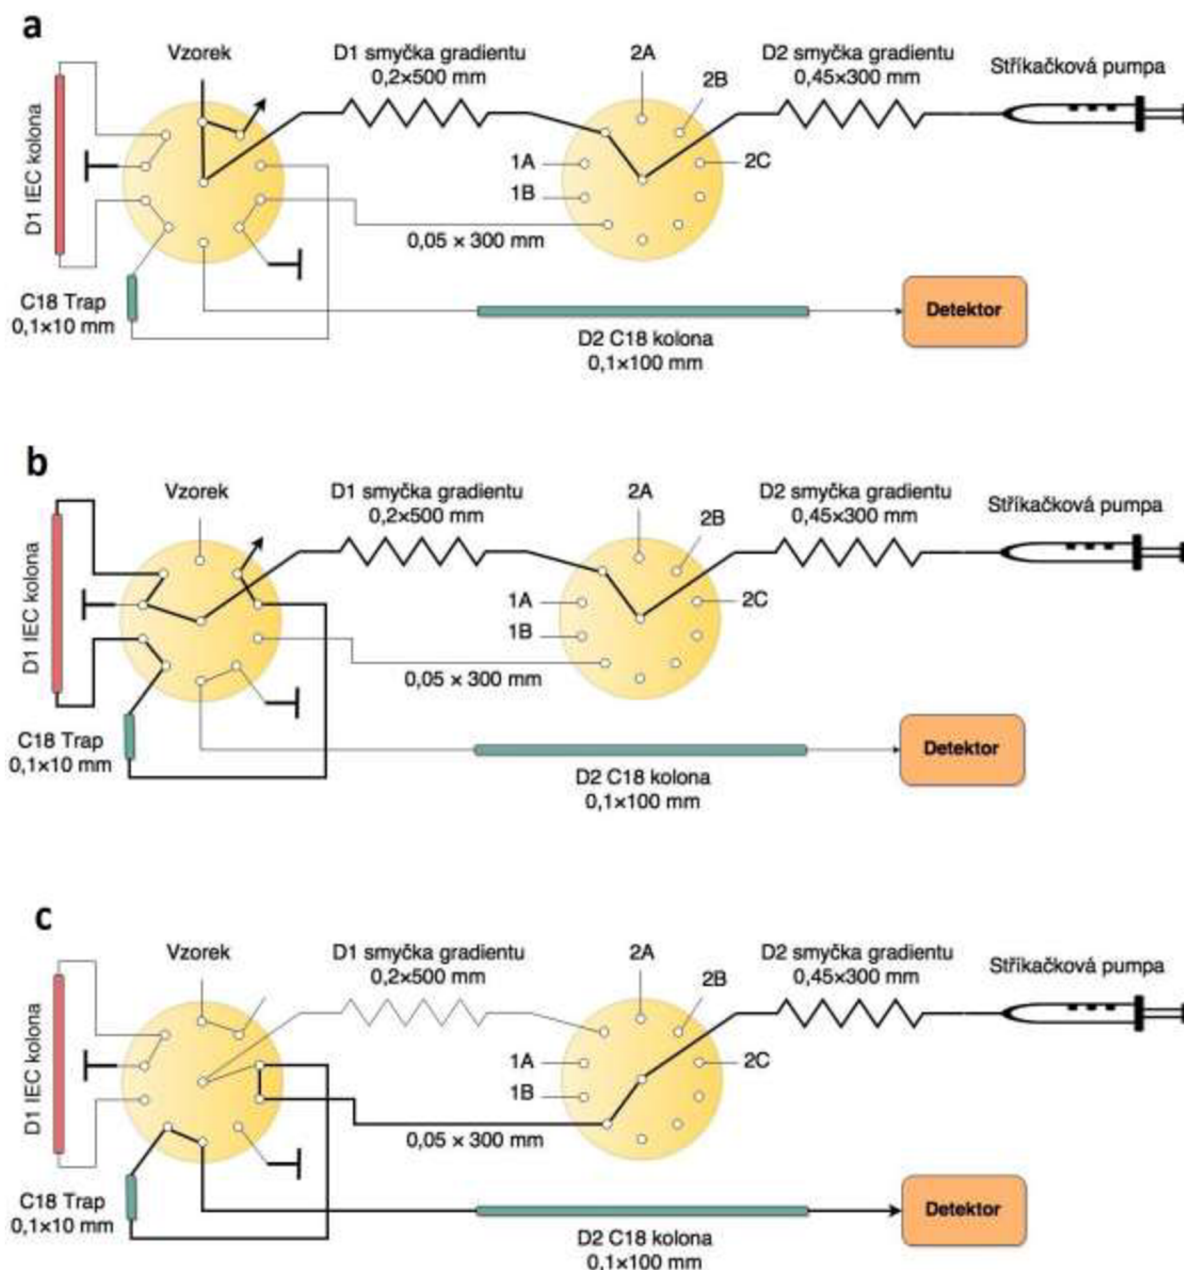 a
Vzorek
D1 smyčka gradientu
0,2×500 mm
2A
2B
D2 smyčka gradientu
0,45×300 mm
Stříkačková pumpa
D1 IEC kolona
1A
1B
2C
0,05 × 300 mm
C18 Trap
0,1×10 mm
D2 C18 kolona
0,1×100 mm
Detektor
b
Vzorek
D1 smyčka gradientu
0,2×500 mm
2A
2B
D2 smyčka gradientu
0,45×300 mm
Stříkačková pumpa
D1 IEC kolona
1A
1B
2C
0,05 × 300 mm
C18 Trap
0,1×10 mm
D2 C18 kolona
0,1×100 mm
Detektor
c
Vzorek
D1 smyčka gradientu
0,2×500 mm
2A
2B
D2 smyčka gradientu
0,45×300 mm
Stříkačková pumpa
D1 IEC kolona
1A
1B
2C
0,05 × 300 mm
C18 Trap
0,1×10 mm
D2 C18 kolona
0,1×100 mm
Detektor